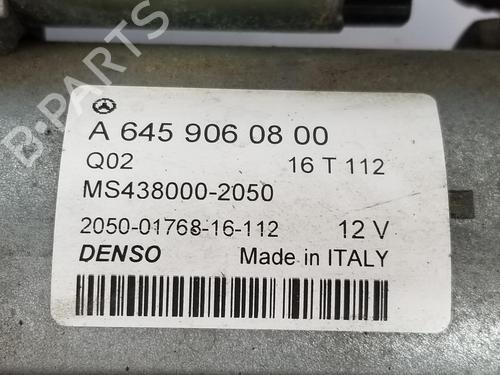 B-PARTS
A 645 906 08 00
Q02 16 T 112
MS438000-2050
2050-01768-16-112 12 V
DENSO Made in ITALY